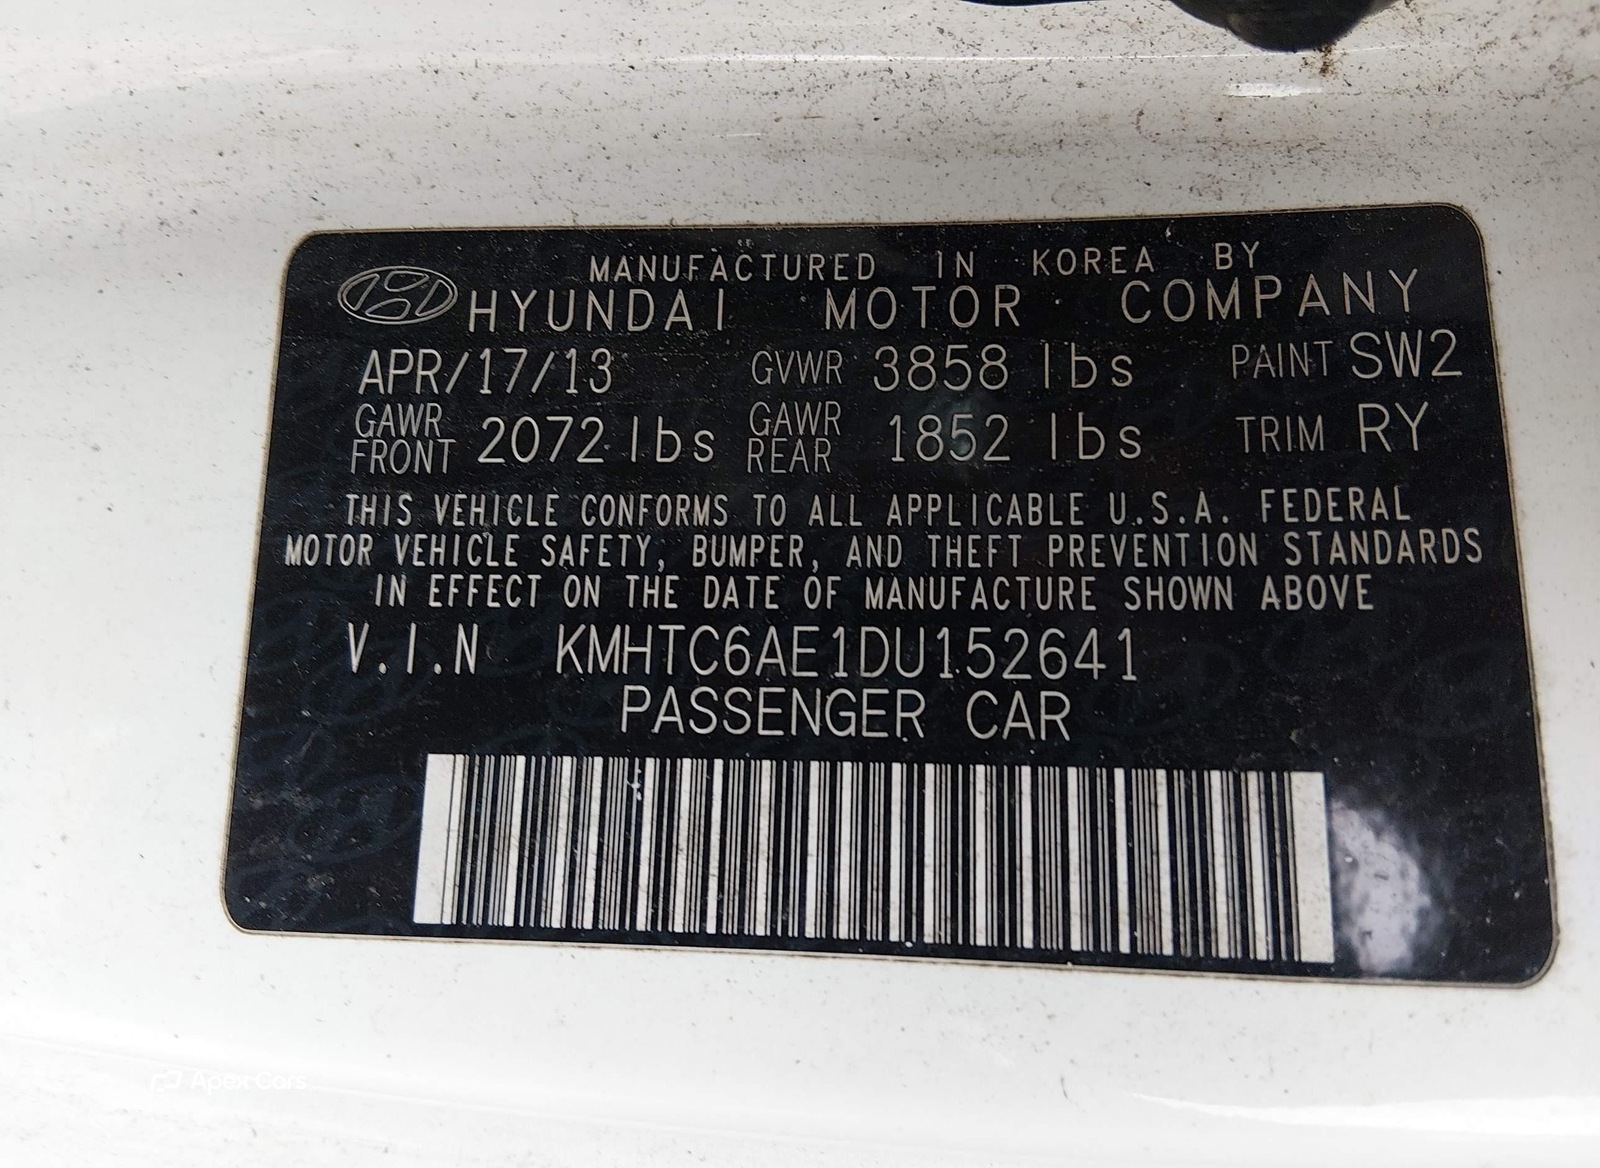 MANUFACTURED IN KOREA BY
HYUNDAI MOTOR COMPANY
APR/17/13 GVWR 3858 lbs PAINT SW2
GAWR FRONT 2072 lbs GAWR REAR 1852 lbs TRIM RY
THIS VEHICLE CONFORMS TO ALL APPLICABLE U.S.A. FEDERAL
MOTOR VEHICLE SAFETY, BUMPER, AND THEFT PREVENTION STANDARDS
IN EFFECT ON THE DATE OF MANUFACTURE SHOWN ABOVE
V.I.N KMHTC6AE1DU152641
PASSENGER CAR
Apex Cars